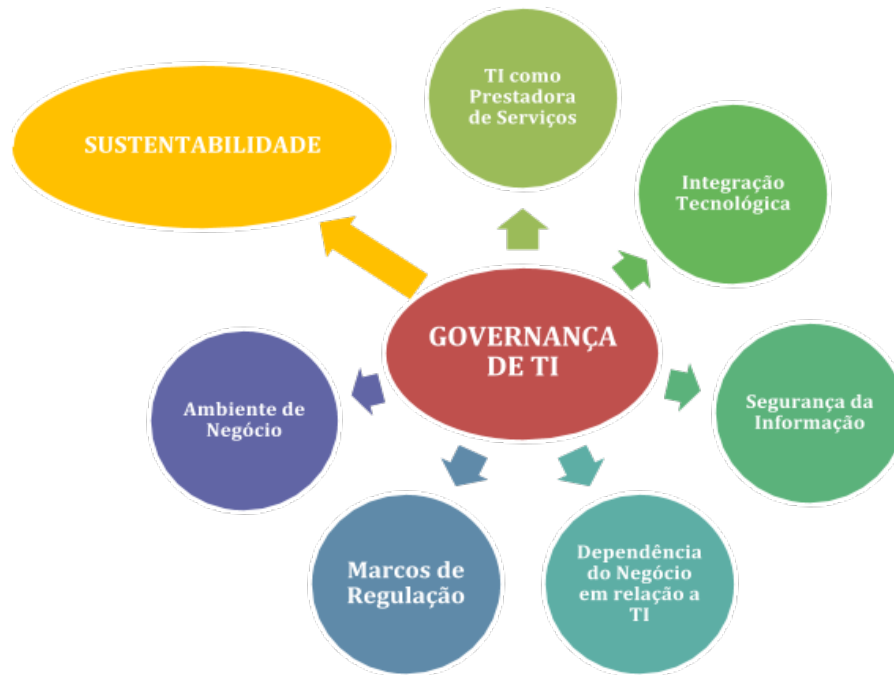 TI como
Prestadora
de Serviços
SUSTENTABILIDADE
Integração
Tecnológica
GOVERNANÇA
DE TI
Ambiente de
Negócio
Segurança da
Informação
Marcos de
Regulação
Dependência
do Negócio
em relação a
TI